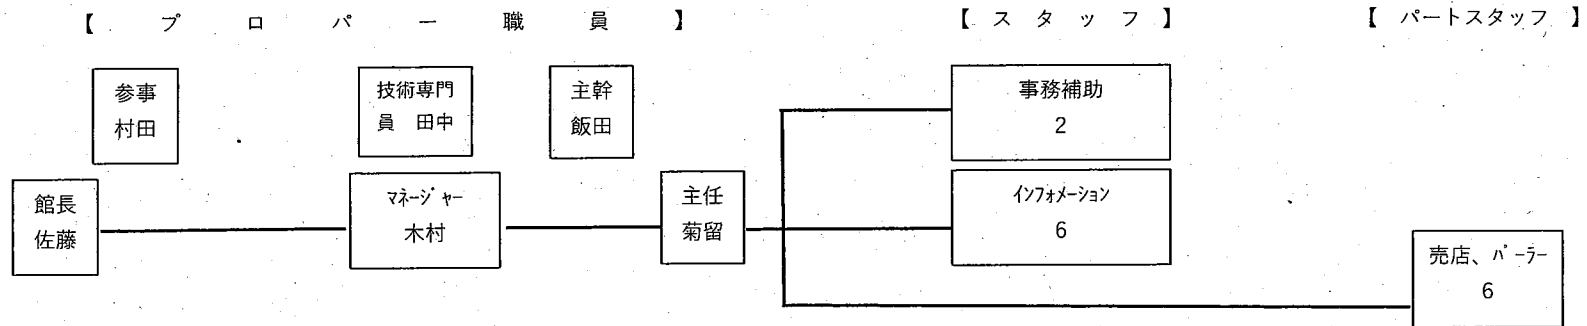 【 プ ロ パ ー 職 員 】
【 ス タ ッ フ 】
【 パートスタッフ 】
参事
村田
技術専門
員 田中
主幹
飯田
事務補助
2
館長
佐藤
ﾏﾈｰｼﾞｬｰ
木村
主任
菊留
ｲﾝﾌｫﾒｰｼｮﾝ
6
売店、ﾊﾟｰﾗｰ
6